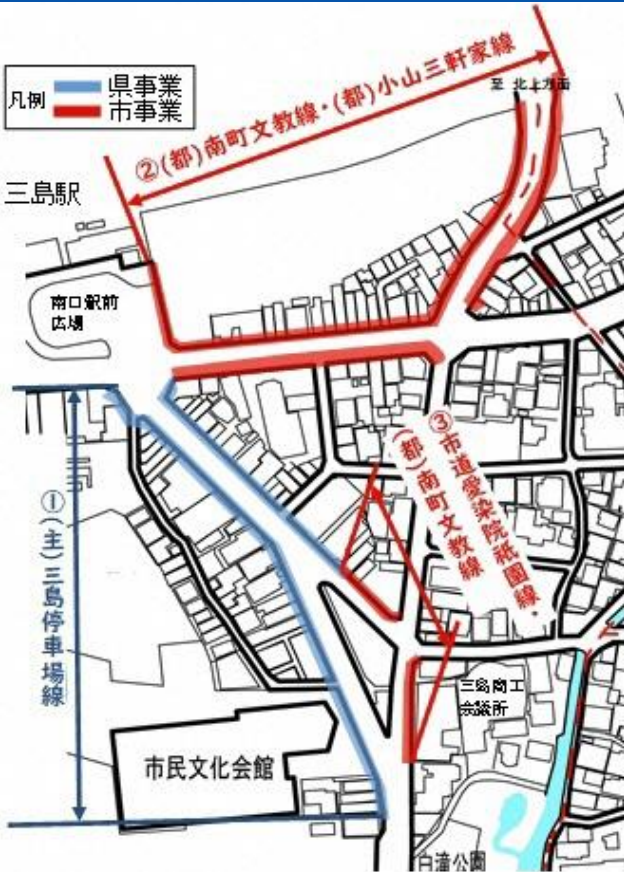 ②(都)南町文教線・(都)小山三軒家線
至 北上方面
凡例
県事業
市事業
三島駅
南口駅前
広場
③市道愛染院祇園線・
(都)南町文教線
①(主)三島停車場線
三島商工
会議所
市民文化会館
白滝公園